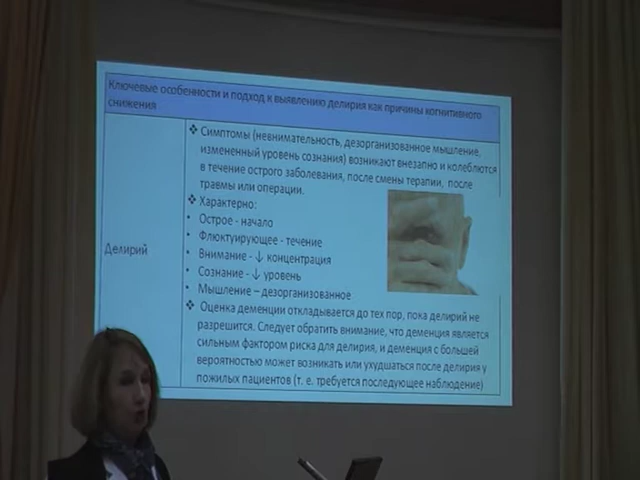 Ключевые особенности и подход к выявлению делирия как причины когнитивного
снижения
Делирий
❖ Симптомы (невнимательность, дезорганизованное мышление,
измененный уровень сознания) возникают внезапно и колеблются
в течение острого заболевания, после смены терапии, после
травмы или операции.
❖ Характерно:
• Острое - начало
• Флюктуирующее - течение
• Внимание - ↓ концентрация
• Сознание - ↓ уровень
• Мышление – дезорганизованное
❖ Оценка деменции откладывается до тех пор, пока делирий не
разрешится. Следует обратить внимание, что деменция является
сильным фактором риска для делирия, и деменция с большей
вероятностью может возникать или ухудшаться после делирия у
пожилых пациентов (т. е. требуется последующее наблюдение)